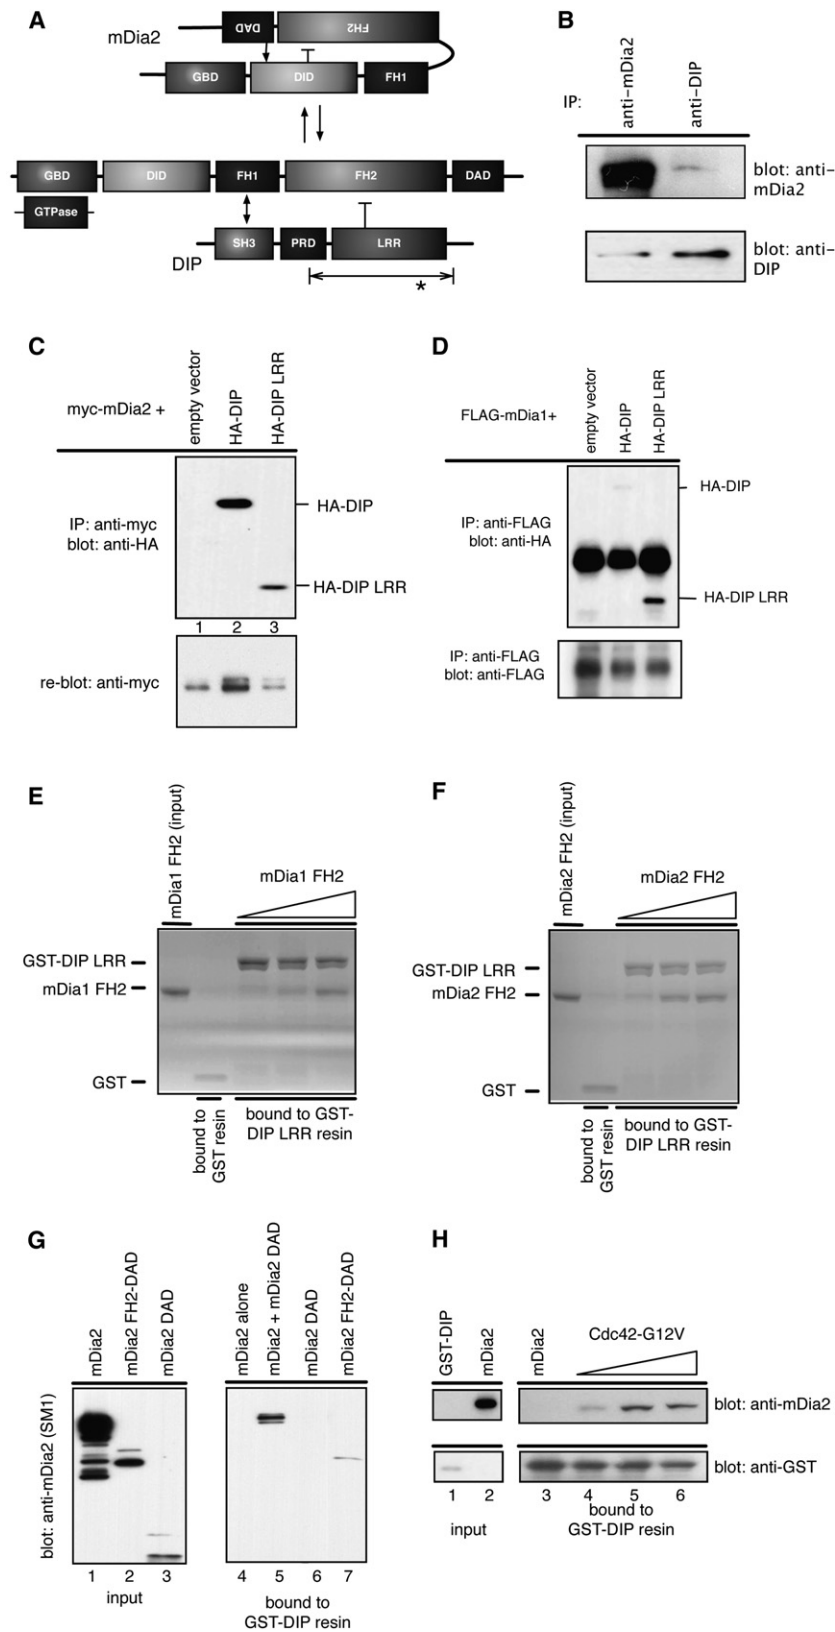 A
mDia2
DAD
FH2
GBD
DID
FH1
GBD
DID
FH1
FH2
DAD
GTPase
SH3
PRD
LRR
DIP
*
B
IP:
anti-mDia2
anti-DIP
blot: anti-
mDia2
blot: anti-
DIP
C
myc-mDia2 +
empty vector
HA-DIP
HA-DIP LRR
IP: anti-myc
blot: anti-HA
HA-DIP
HA-DIP LRR
1 2 3
re-blot: anti-myc
D
FLAG-mDia1+
empty vector
HA-DIP
HA-DIP LRR
IP: anti-FLAG
blot: anti-HA
HA-DIP
HA-DIP LRR
IP: anti-FLAG
blot: anti-FLAG
E
mDia1 FH2 (input)
mDia1 FH2
GST-DIP LRR
mDia1 FH2
GST
bound to
GST resin
bound to GST-
DIP LRR resin
F
mDia2 FH2 (input)
mDia2 FH2
GST-DIP LRR
mDia2 FH2
GST
bound to
GST resin
bound to GST-
DIP LRR resin
G
mDia2
mDia2 FH2-DAD
mDia2 DAD
mDia2 alone
mDia2 + mDia2 DAD
mDia2 DAD
mDia2 FH2-DAD
blot: anti-mDia2 (SM1)
1 2 3
input
4 5 6 7
bound to
GST-DIP resin
H
GST-DIP
mDia2
mDia2
Cdc42-G12V
blot: anti-mDia2
blot: anti-GST
1 2
input
3 4 5 6
bound to
GST-DIP resin